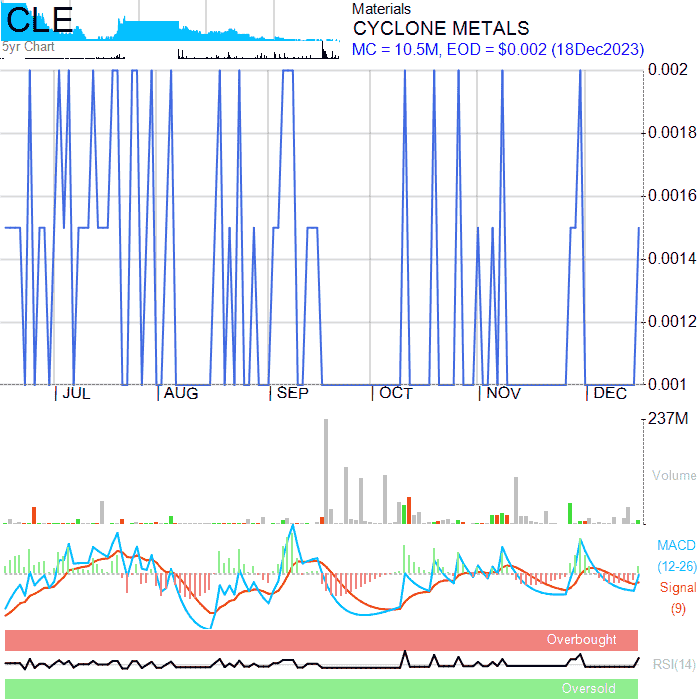 CLE
5yr Chart
Materials
CYCLONE METALS
MC = 10.5M, EOD = $0.002 (18Dec2023)
0.002
0.0018
0.0016
0.0014
0.0012
0.001
JUL AUG SEP OCT NOV DEC
237M
Volume
MACD
(12-26)
Signal
(9)
Overbought
RSI(14)
Oversold